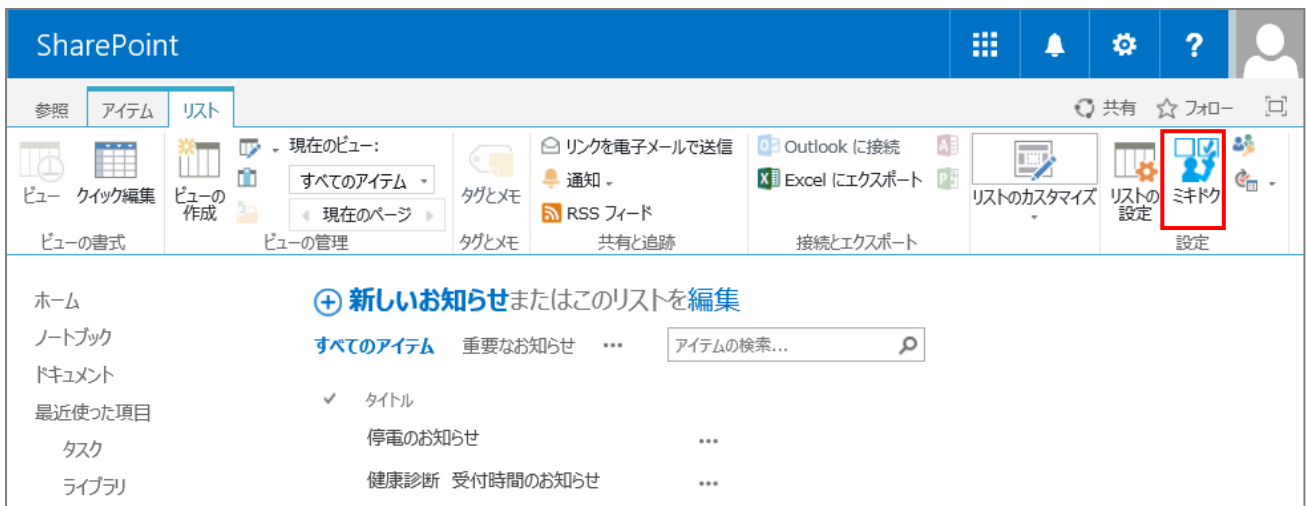 SharePoint
?
参照 アイテム リスト 共有 フォロー
ビュー クイック編集 ビューの作成 現在のビュー: すべてのアイテム 現在のページ
タグとメモ
リンクを電子メールで送信
通知
RSS フィード
Outlook に接続
Excel にエクスポート
リストのカスタマイズ
リストの設定
ミキドク
ビューの書式 ビューの管理 タグとメモ 共有と追跡 接続とエクスポート 設定
ホーム
ノートブック
ドキュメント
最近使った項目
タスク
ライブラリ
新しいお知らせまたはこのリストを編集
すべてのアイテム 重要なお知らせ ••• アイテムの検索...
タイトル
停電のお知らせ •••
健康診断 受付時間のお知らせ •••